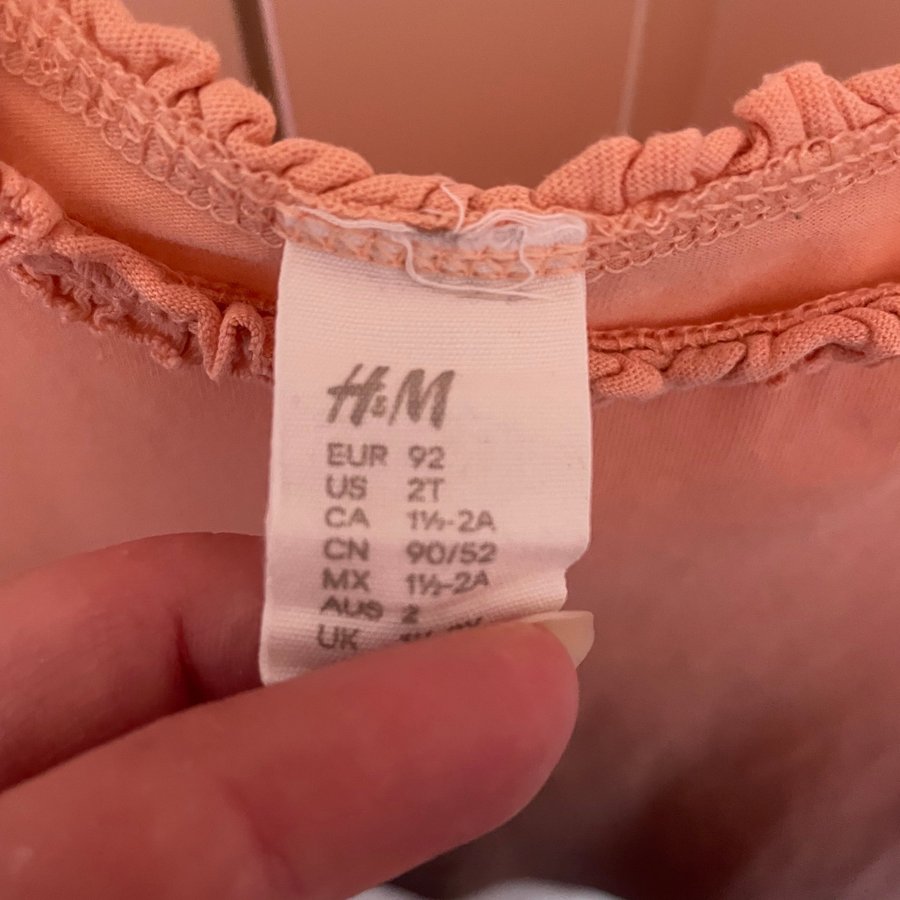 H&M
EUR 92
US 2T
CA 1½-2A
CN 90/52
MX 1½-2A
AUS 2
UK